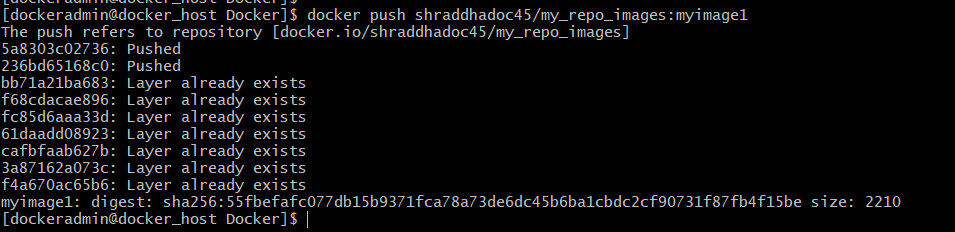 [dockeradmin@docker_host Docker]$
[dockeradmin@docker_host Docker]$ docker push shraddhadoc45/my_repo_images:myimage1
The push refers to repository [docker.io/shraddhadoc45/my_repo_images]
5a8303c02736: Pushed
236bd65168c0: Pushed
bb71a21ba683: Layer already exists
f68cdacae896: Layer already exists
fc85d6aaa33d: Layer already exists
61daadd08923: Layer already exists
cafbfaab627b: Layer already exists
3a87162a073c: Layer already exists
f4a670ac65b6: Layer already exists
myimage1: digest: sha256:55fbefafc077db15b9371fca78a73de6dc45b6ba1cbdc2cf90731f87fb4f15be size: 2210
[dockeradmin@docker_host Docker]$